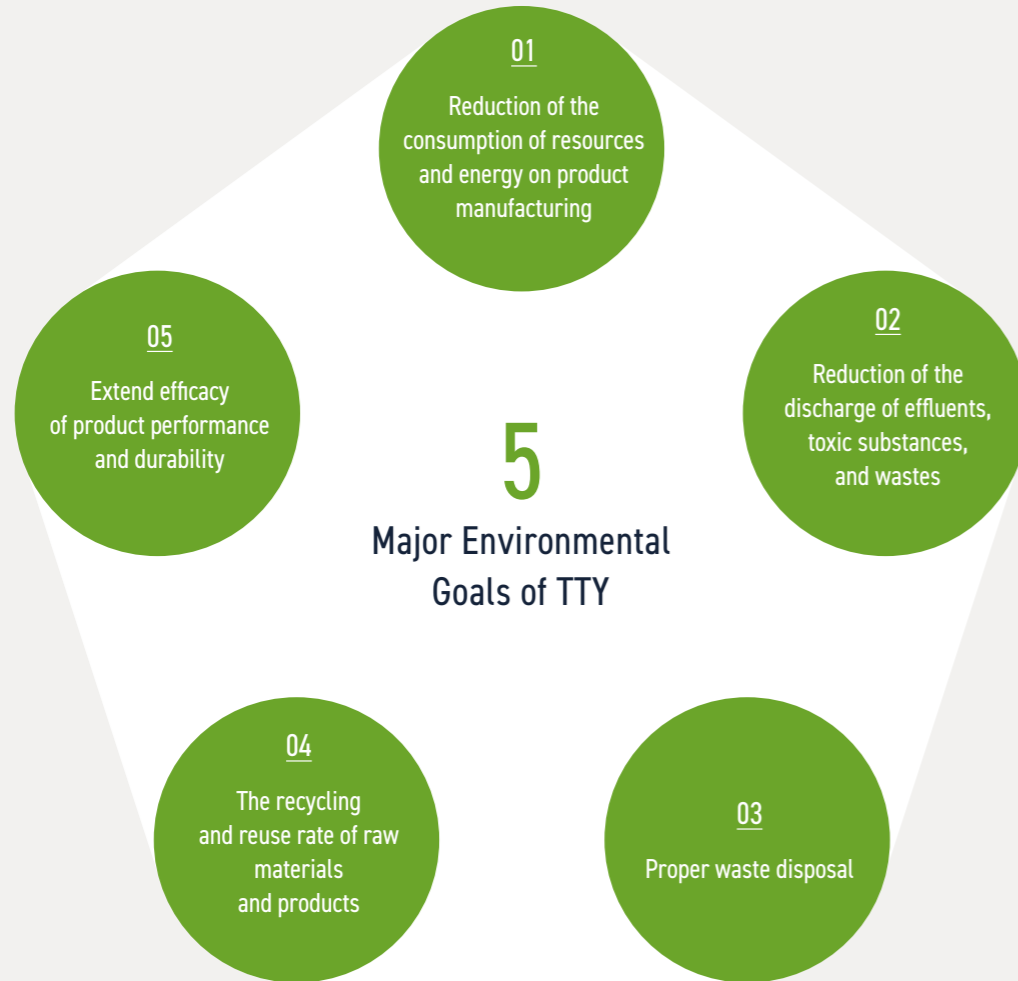 01
Reduction of the
consumption of resources
and energy on product
manufacturing
02
Reduction of the
discharge of effluents,
toxic substances,
and wastes
03
Proper waste disposal
04
The recycling
and reuse rate of raw
materials
and products
05
Extend efficacy
of product performance
and durability
5
Major Environmental
Goals of TTY